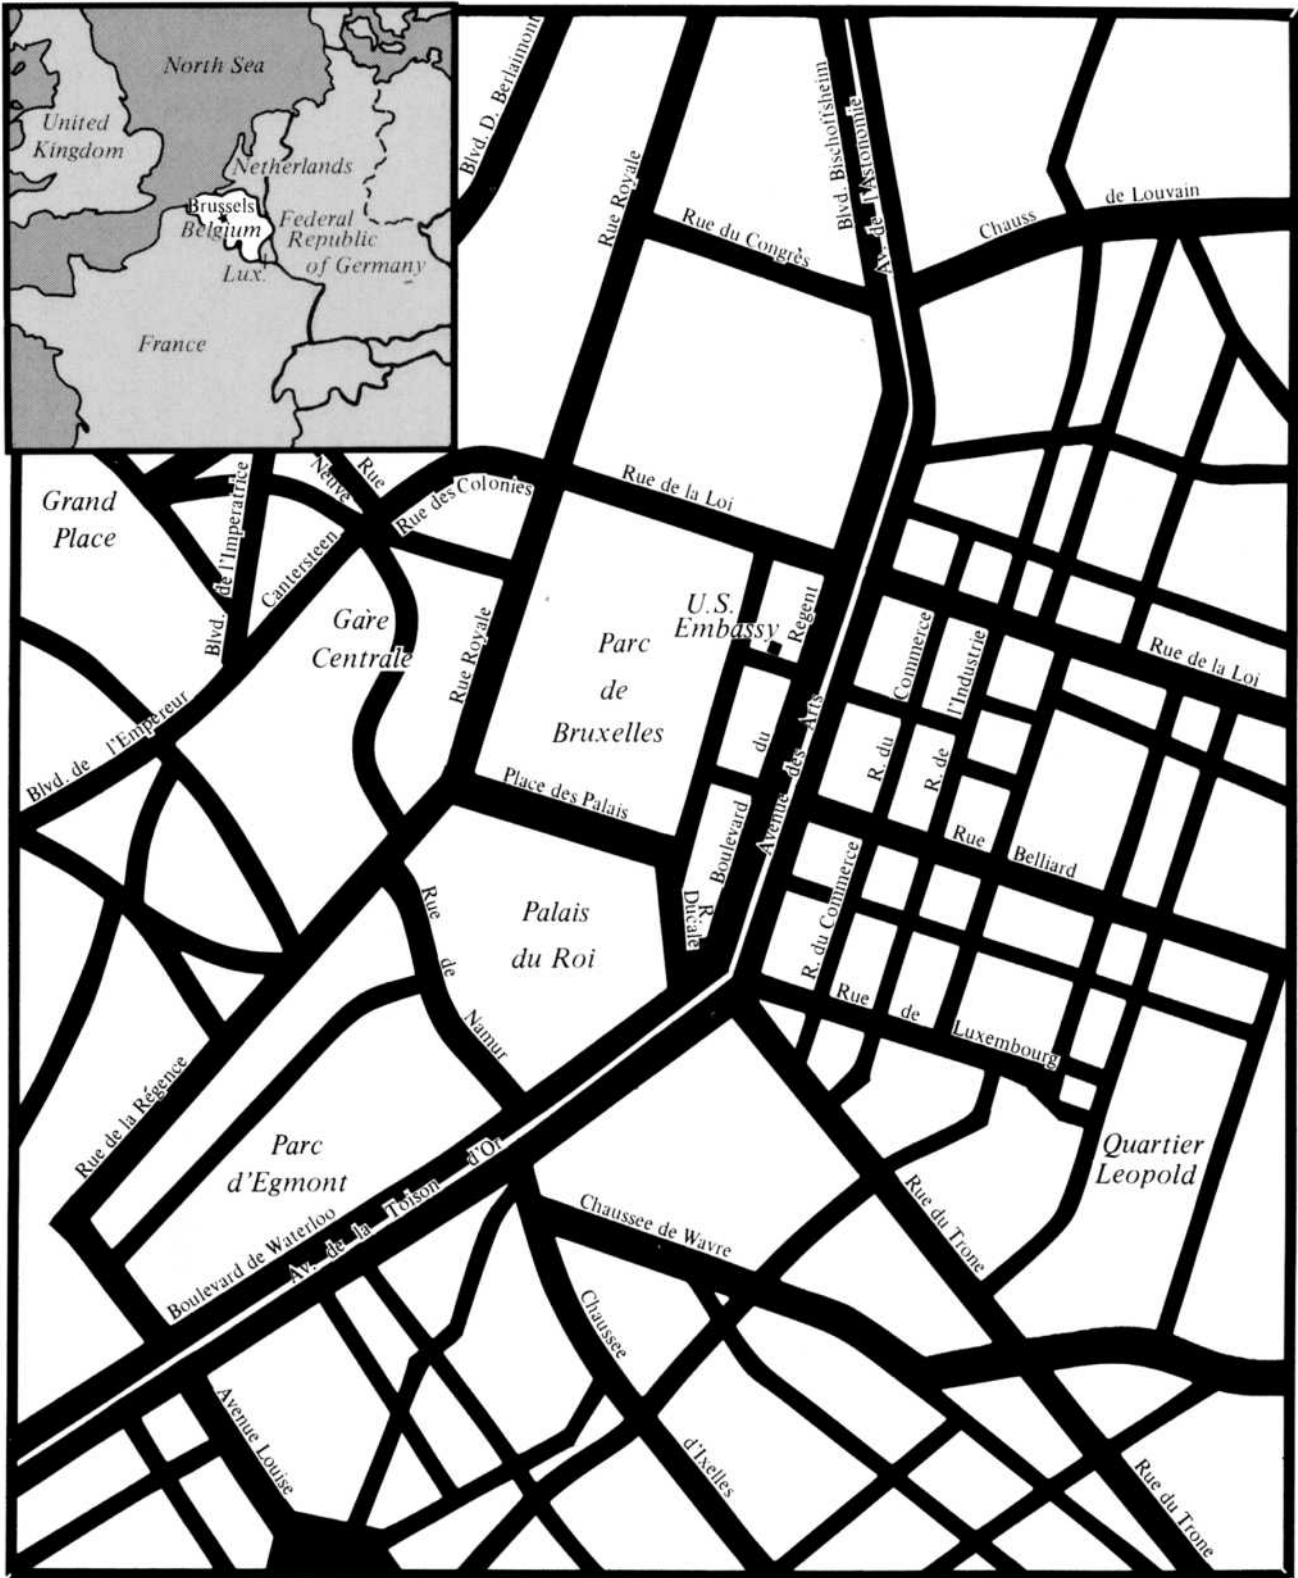 North Sea
United
Kingdom
Netherlands
Brussels
Belgium
Federal
Republic
of Germany
Lux.
France
Blvd. D. Berlaimont
Rue Royale
Blvd. Bischoffsheim
Av. de l'Astonomie
Rue du Congrès
Chauss de Louvain
Grand
Place
Blvd. de l'Imperatrice
Rue
Neuve
Rue des Colonies
Rue de la Loi
Cantersteen
Gare
Centrale
Rue Royale
Parc
de
Bruxelles
U.S.
Embassy
Boulevard du Regent
Avenue des Arts
R. du Commerce
R. de l'Industrie
Rue de la Loi
Blvd. de l'Empereur
Place des Palais
Rue Belliard
R.
Ducale
R. du Commerce
Palais
du Roi
Rue de Namur
Rue de Luxembourg
Rue de la Régence
Parc
d'Egmont
Quartier
Leopold
Boulevard de Waterloo
Av. de la Toison d'Or
Chaussee de Wavre
Rue du Trone
Chaussee d'Ixelles
Avenue Louise
Rue du Trone